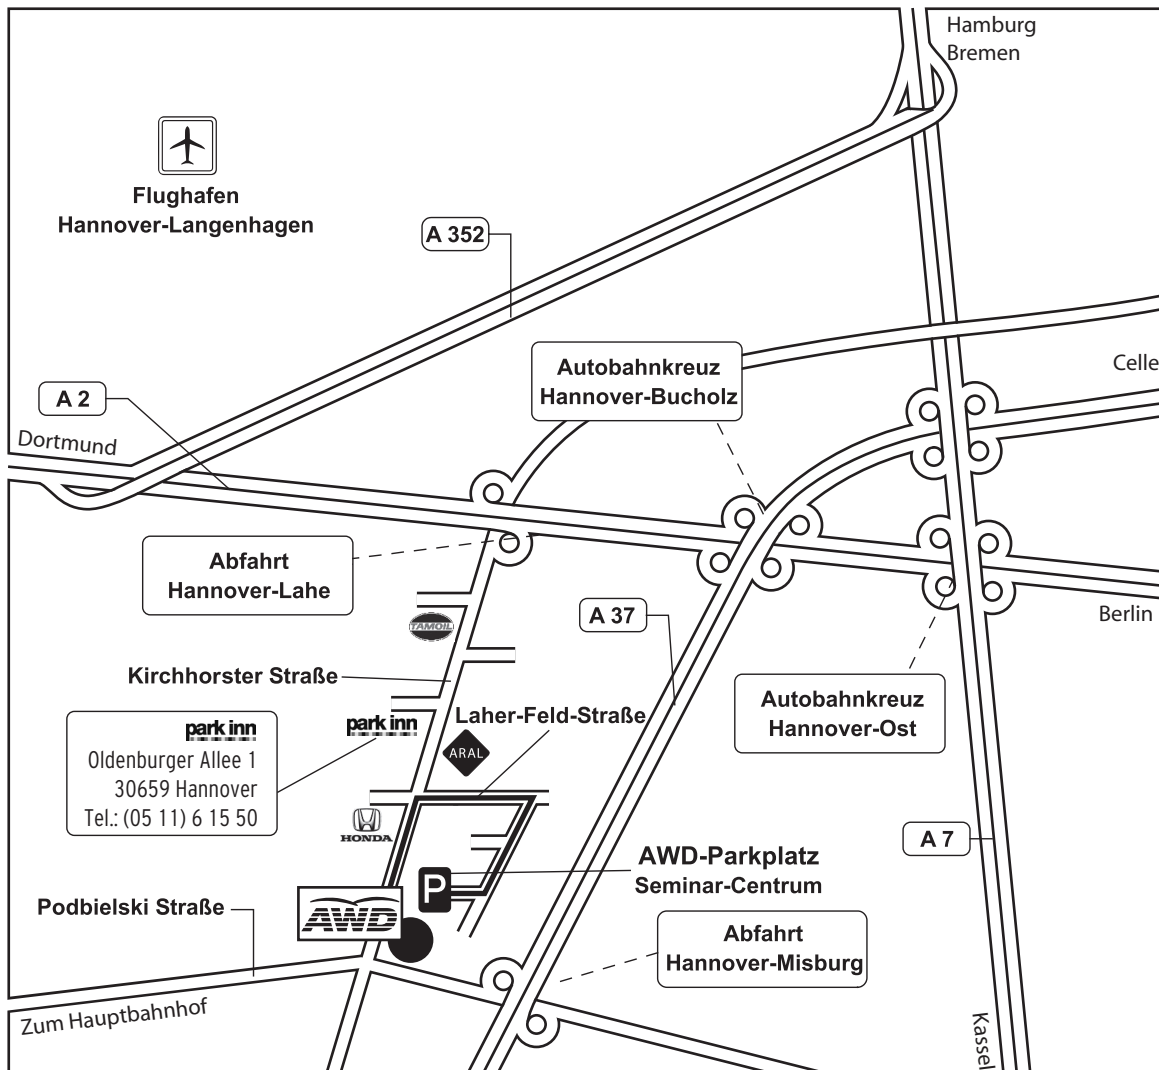 Hamburg
Bremen
Flughafen
Hannover-Langenhagen
A 352
Autobahnkreuz
Hannover-Bucholz
Celle
A 2
Dortmund
Abfahrt
Hannover-Lahe
A 37
Berlin
TAMOIL
Kirchhorster Straße
Autobahnkreuz
Hannover-Ost
park inn
Oldenburger Allee 1
30659 Hannover
Tel.: (05 11) 6 15 50
park inn
Laher-Feld-Straße
ARAL
HONDA
A 7
AWD-Parkplatz
Seminar-Centrum
P
Podbielski Straße
AWD
Abfahrt
Hannover-Misburg
Zum Hauptbahnhof
Kassel